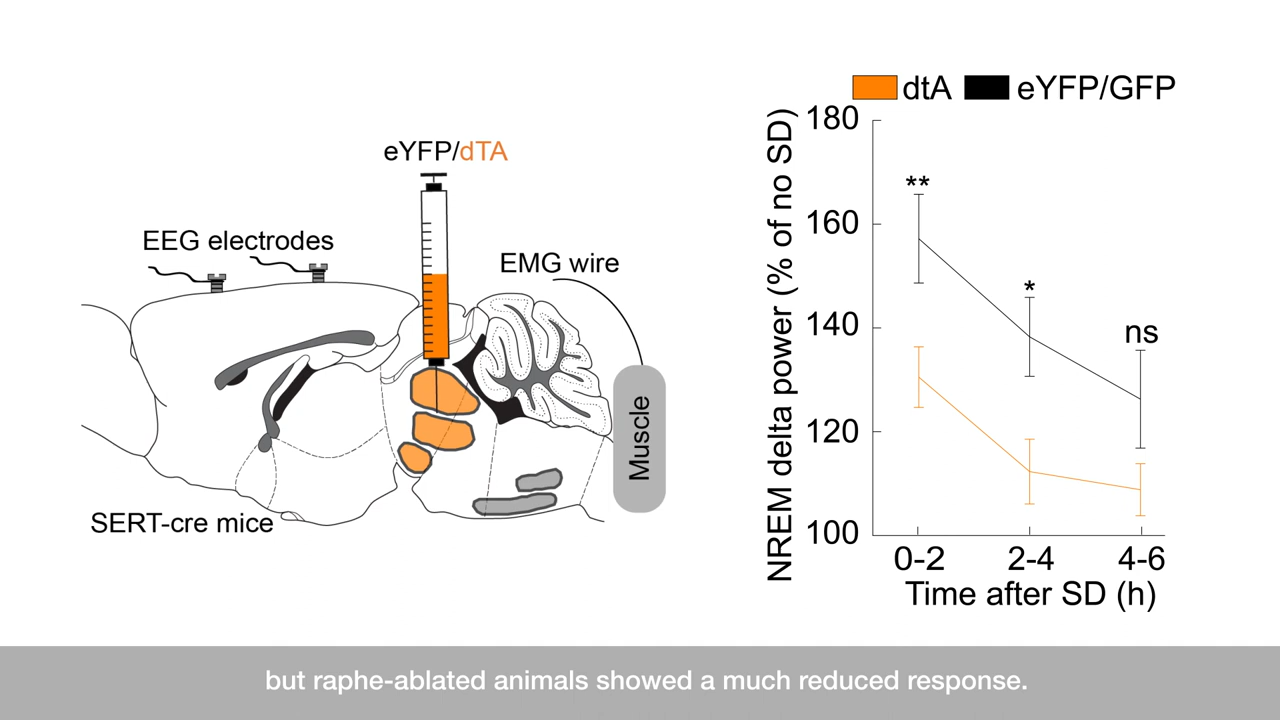 eYFP/dTA
EEG electrodes
EMG wire
Muscle
SERT-cre mice
dtA eYFP/GFP
NREM delta power (% of no SD)
180
160
140
120
100
**
*
ns
0-2 2-4 4-6
Time after SD (h)
but raphe-ablated animals showed a much reduced response.